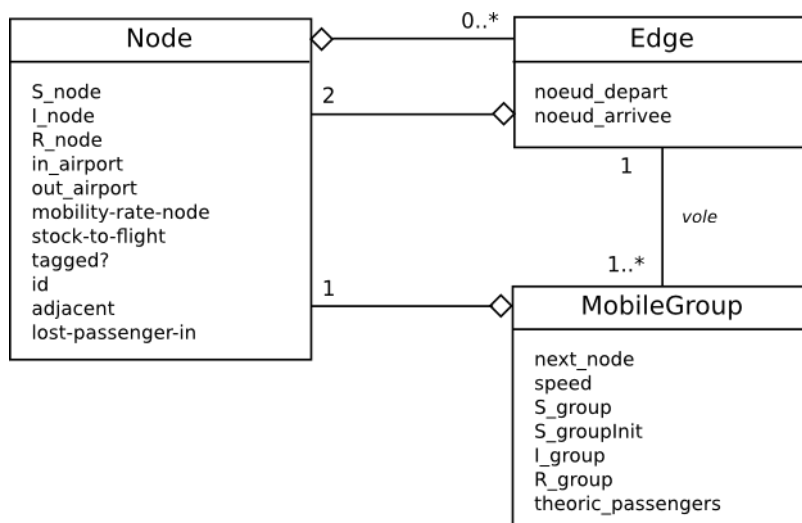 Node
S_node
I_node
R_node
in_airport
out_airport
mobility-rate-node
stock-to-flight
tagged?
id
adjacent
lost-passenger-in
0..*
2
1
Edge
noeud_depart
noeud_arrivee
1
vole
1..*
MobileGroup
next_node
speed
S_group
S_groupInit
I_group
R_group
theoric_passengers